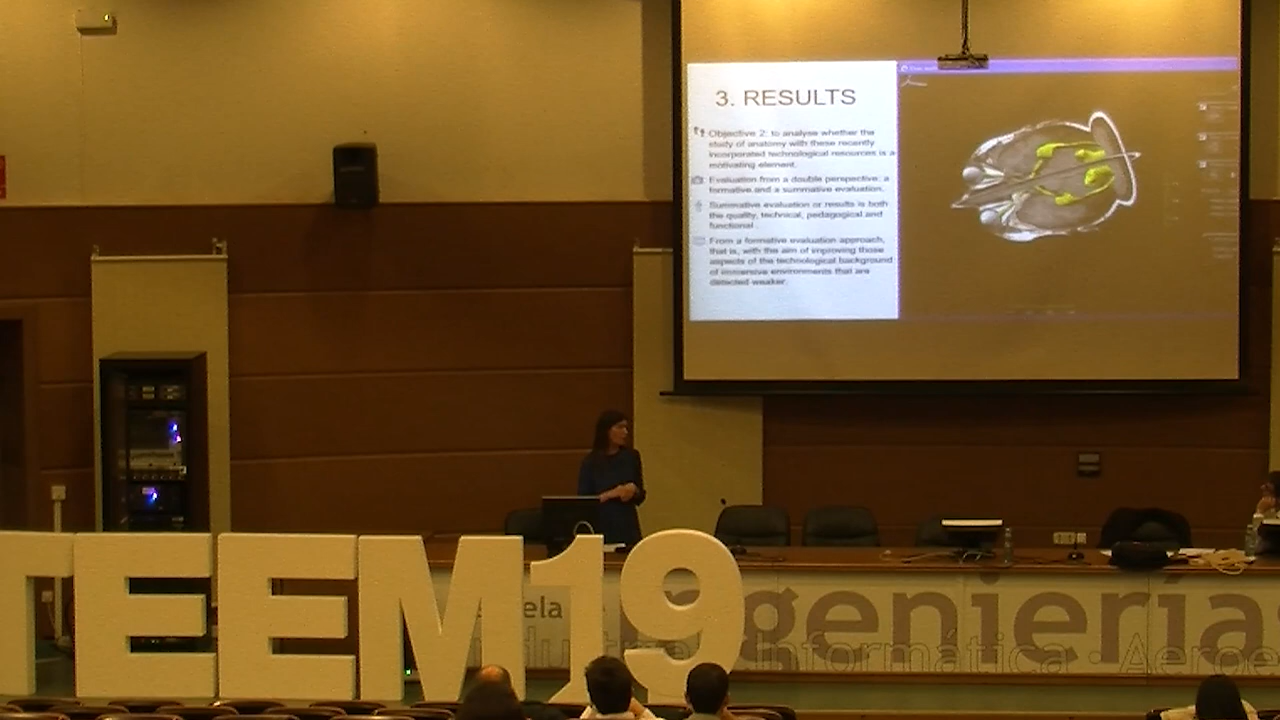 3. RESULTS
Objective 2: to analyse whether the
study of anatomy with these recently
incorporated technological resources is a
motivating element.
Evaluation from a double perspective: a
formative and a summative evaluation.
Summative evaluation or results is both
the quality, technical, pedagogical and
functional.
From a formative evaluation approach,
that is, with the aim of improving those
aspects of the technological background
of immersive environments that are
detected weaker.
TEEM19
ela
ngeniería
Informática · Aeroe